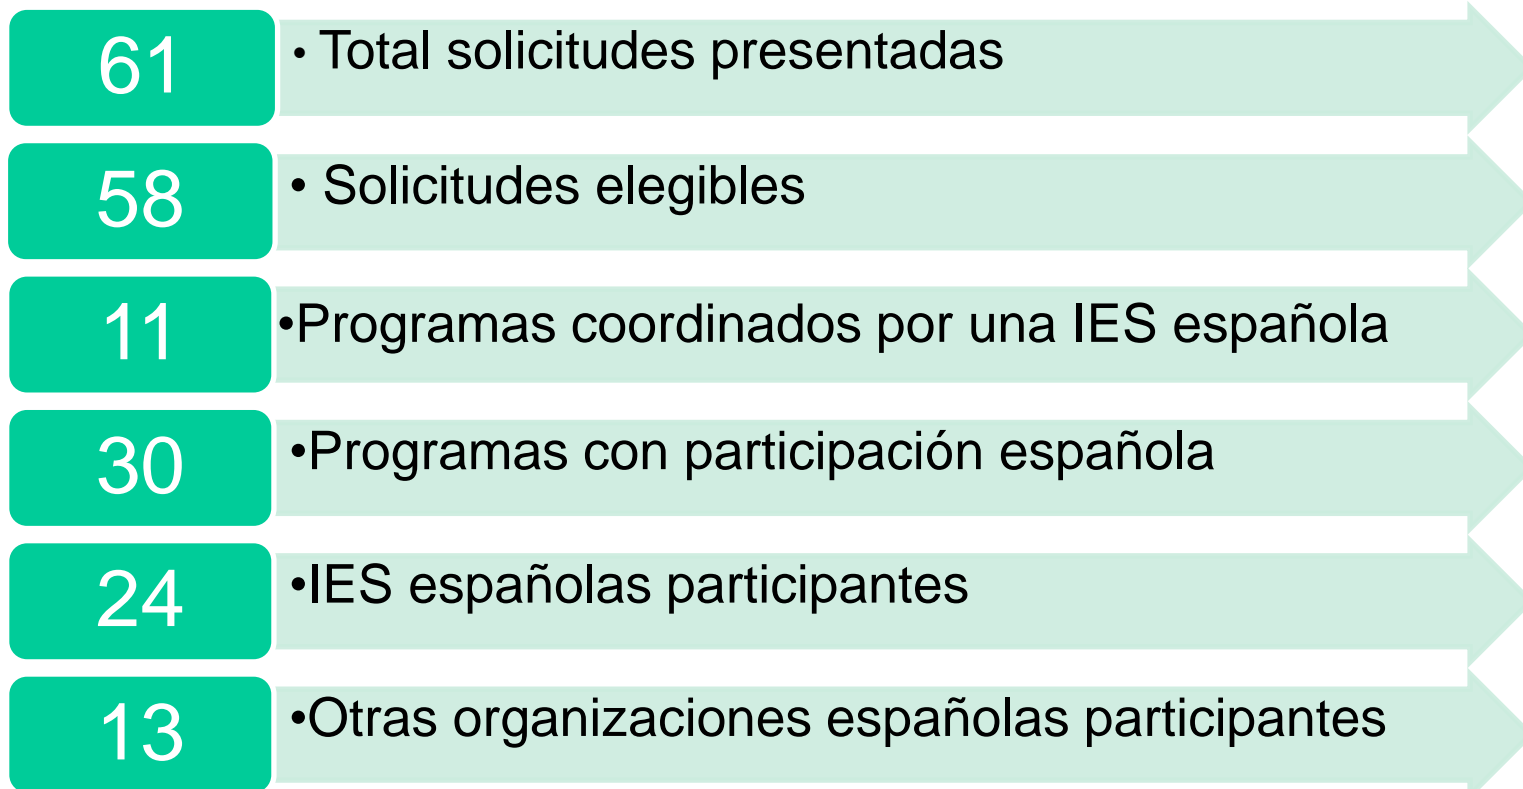 61
• Total solicitudes presentadas
58
• Solicitudes elegibles
11
•Programas coordinados por una IES española
30
•Programas con participación española
24
•IES españolas participantes
13
•Otras organizaciones españolas participantes